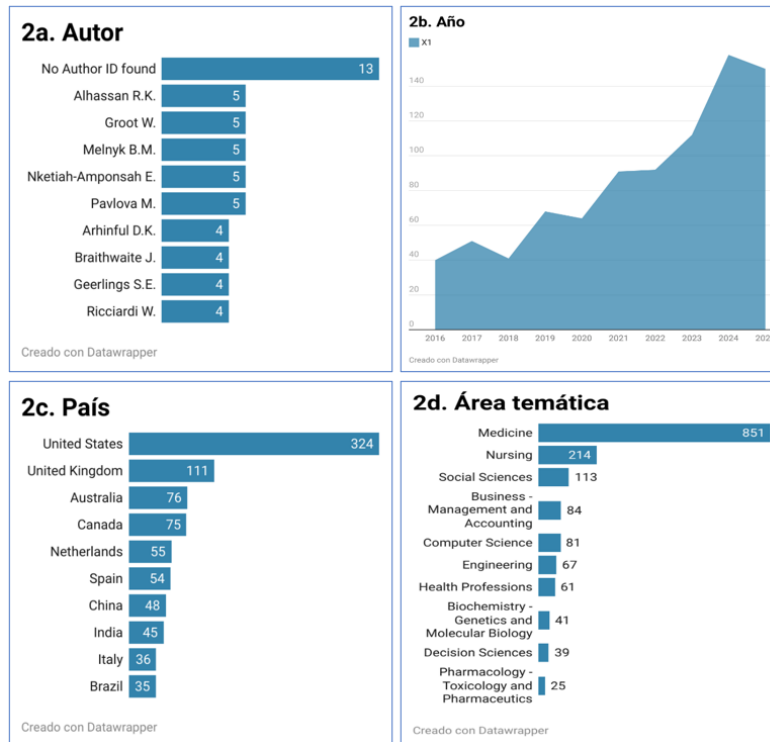 2a. Autor
No Author ID found 13
Alhassan R.K. 5
Groot W. 5
Melnyk B.M. 5
Nketiah-Amponsah E. 5
Pavlova M. 5
Arhinful D.K. 4
Braithwaite J. 4
Geerlings S.E. 4
Ricciardi W. 4
Creado con Datawrapper
2b. Año
X1
140
120
100
80
60
40
20
0
2016 2017 2018 2019 2020 2021 2022 2023 2024 202
Creado con Datawrapper
2c. País
United States 324
United Kingdom 111
Australia 76
Canada 75
Netherlands 55
Spain 54
China 48
India 45
Italy 36
Brazil 35
Creado con Datawrapper
2d. Área temática
Medicine 851
Nursing 214
Social Sciences 113
Business -
Management and 84
Accounting
Computer Science 81
Engineering 67
Health Professions 61
Biochemistry -
Genetics and 41
Molecular Biology
Decision Sciences 39
Pharmacology -
Toxicology and 25
Pharmaceutics
Creado con Datawrapper